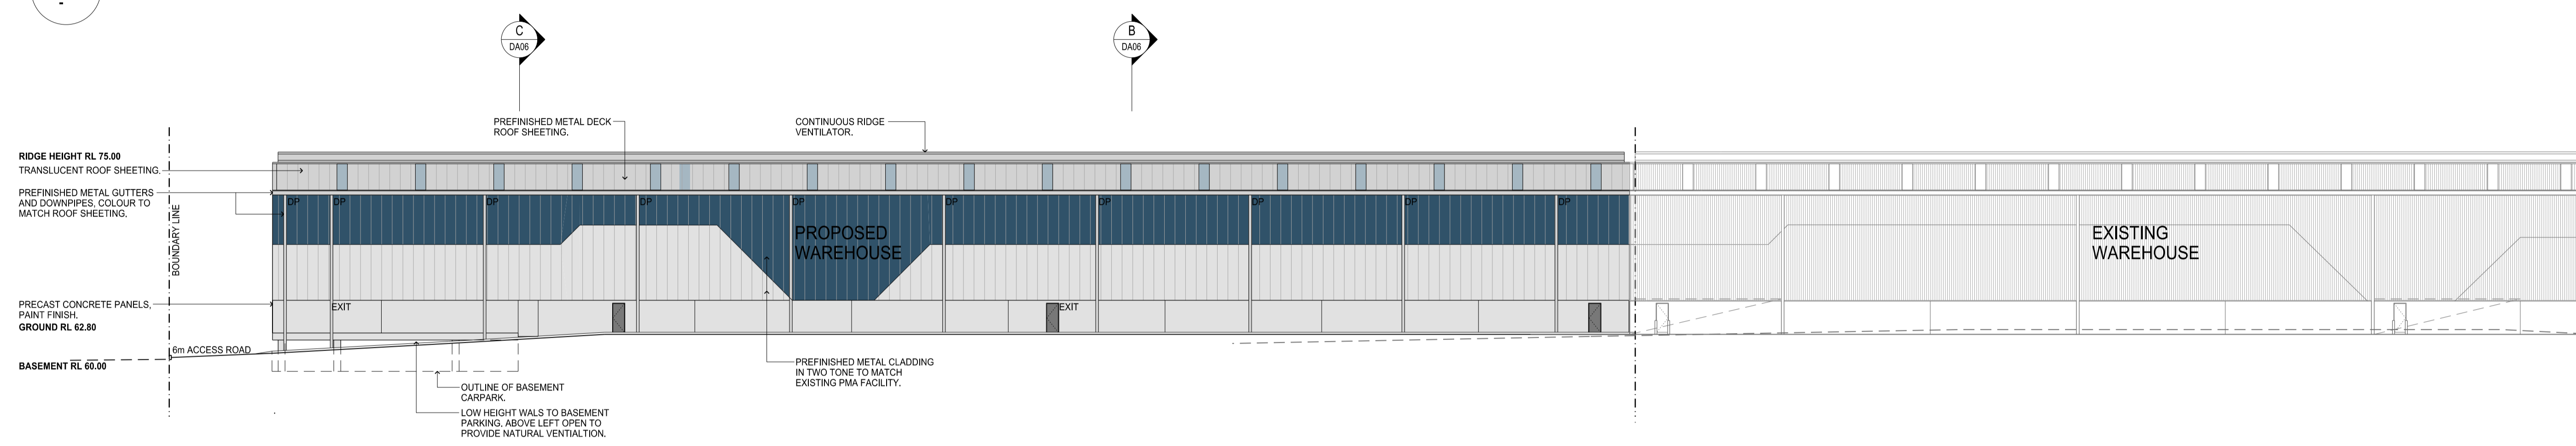 -
C
DA06
B
DA06
PREFINISHED METAL DECK
ROOF SHEETING.
CONTINUOUS RIDGE
VENTILATOR.
RIDGE HEIGHT RL 75.00
TRANSLUCENT ROOF SHEETING.
PREFINISHED METAL GUTTERS
AND DOWNPIPES, COLOUR TO
MATCH ROOF SHEETING.
BOUNDARY LINE
DP
DP
DP
DP
DP
DP
DP
DP
DP
DP
PROPOSED
WAREHOUSE
EXISTING
WAREHOUSE
PRECAST CONCRETE PANELS,
PAINT FINISH.
GROUND RL 62.80
EXIT
EXIT
6m ACCESS ROAD
BASEMENT RL 60.00
PREFINISHED METAL CLADDING
IN TWO TONE TO MATCH
EXISTING PMA FACILITY.
OUTLINE OF BASEMENT
CARPARK.
LOW HEIGHT WALS TO BASEMENT
PARKING, ABOVE LEFT OPEN TO
PROVIDE NATURAL VENTIALTION.